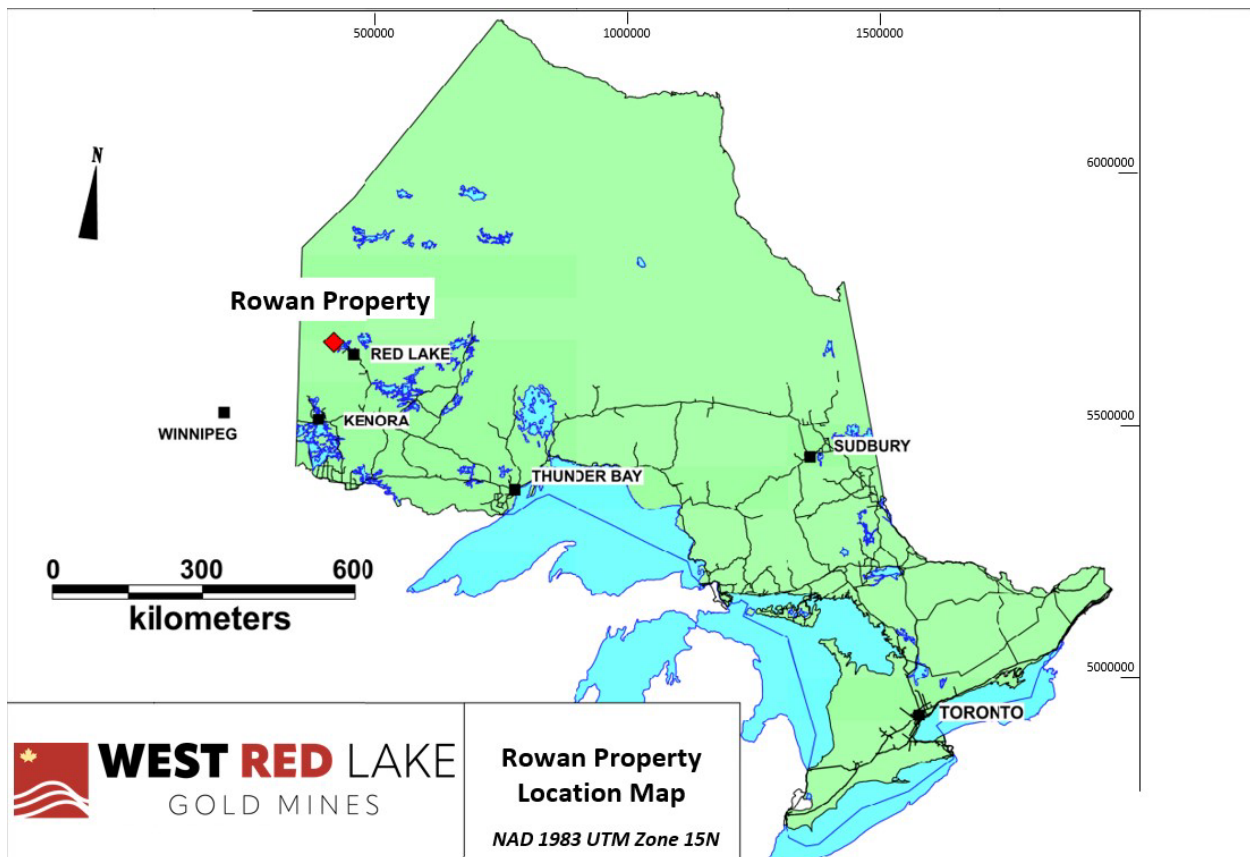 500000
1000000
1500000
N
6000000
Rowan Property
RED LAKE
WINNIPEG
KENORA
5500000
SUDBURY
THUNDER BAY
0 300 600
kilometers
5000000
TORONTO
WEST RED LAKE
GOLD MINES
Rowan Property
Location Map
NAD 1983 UTM Zone 15N